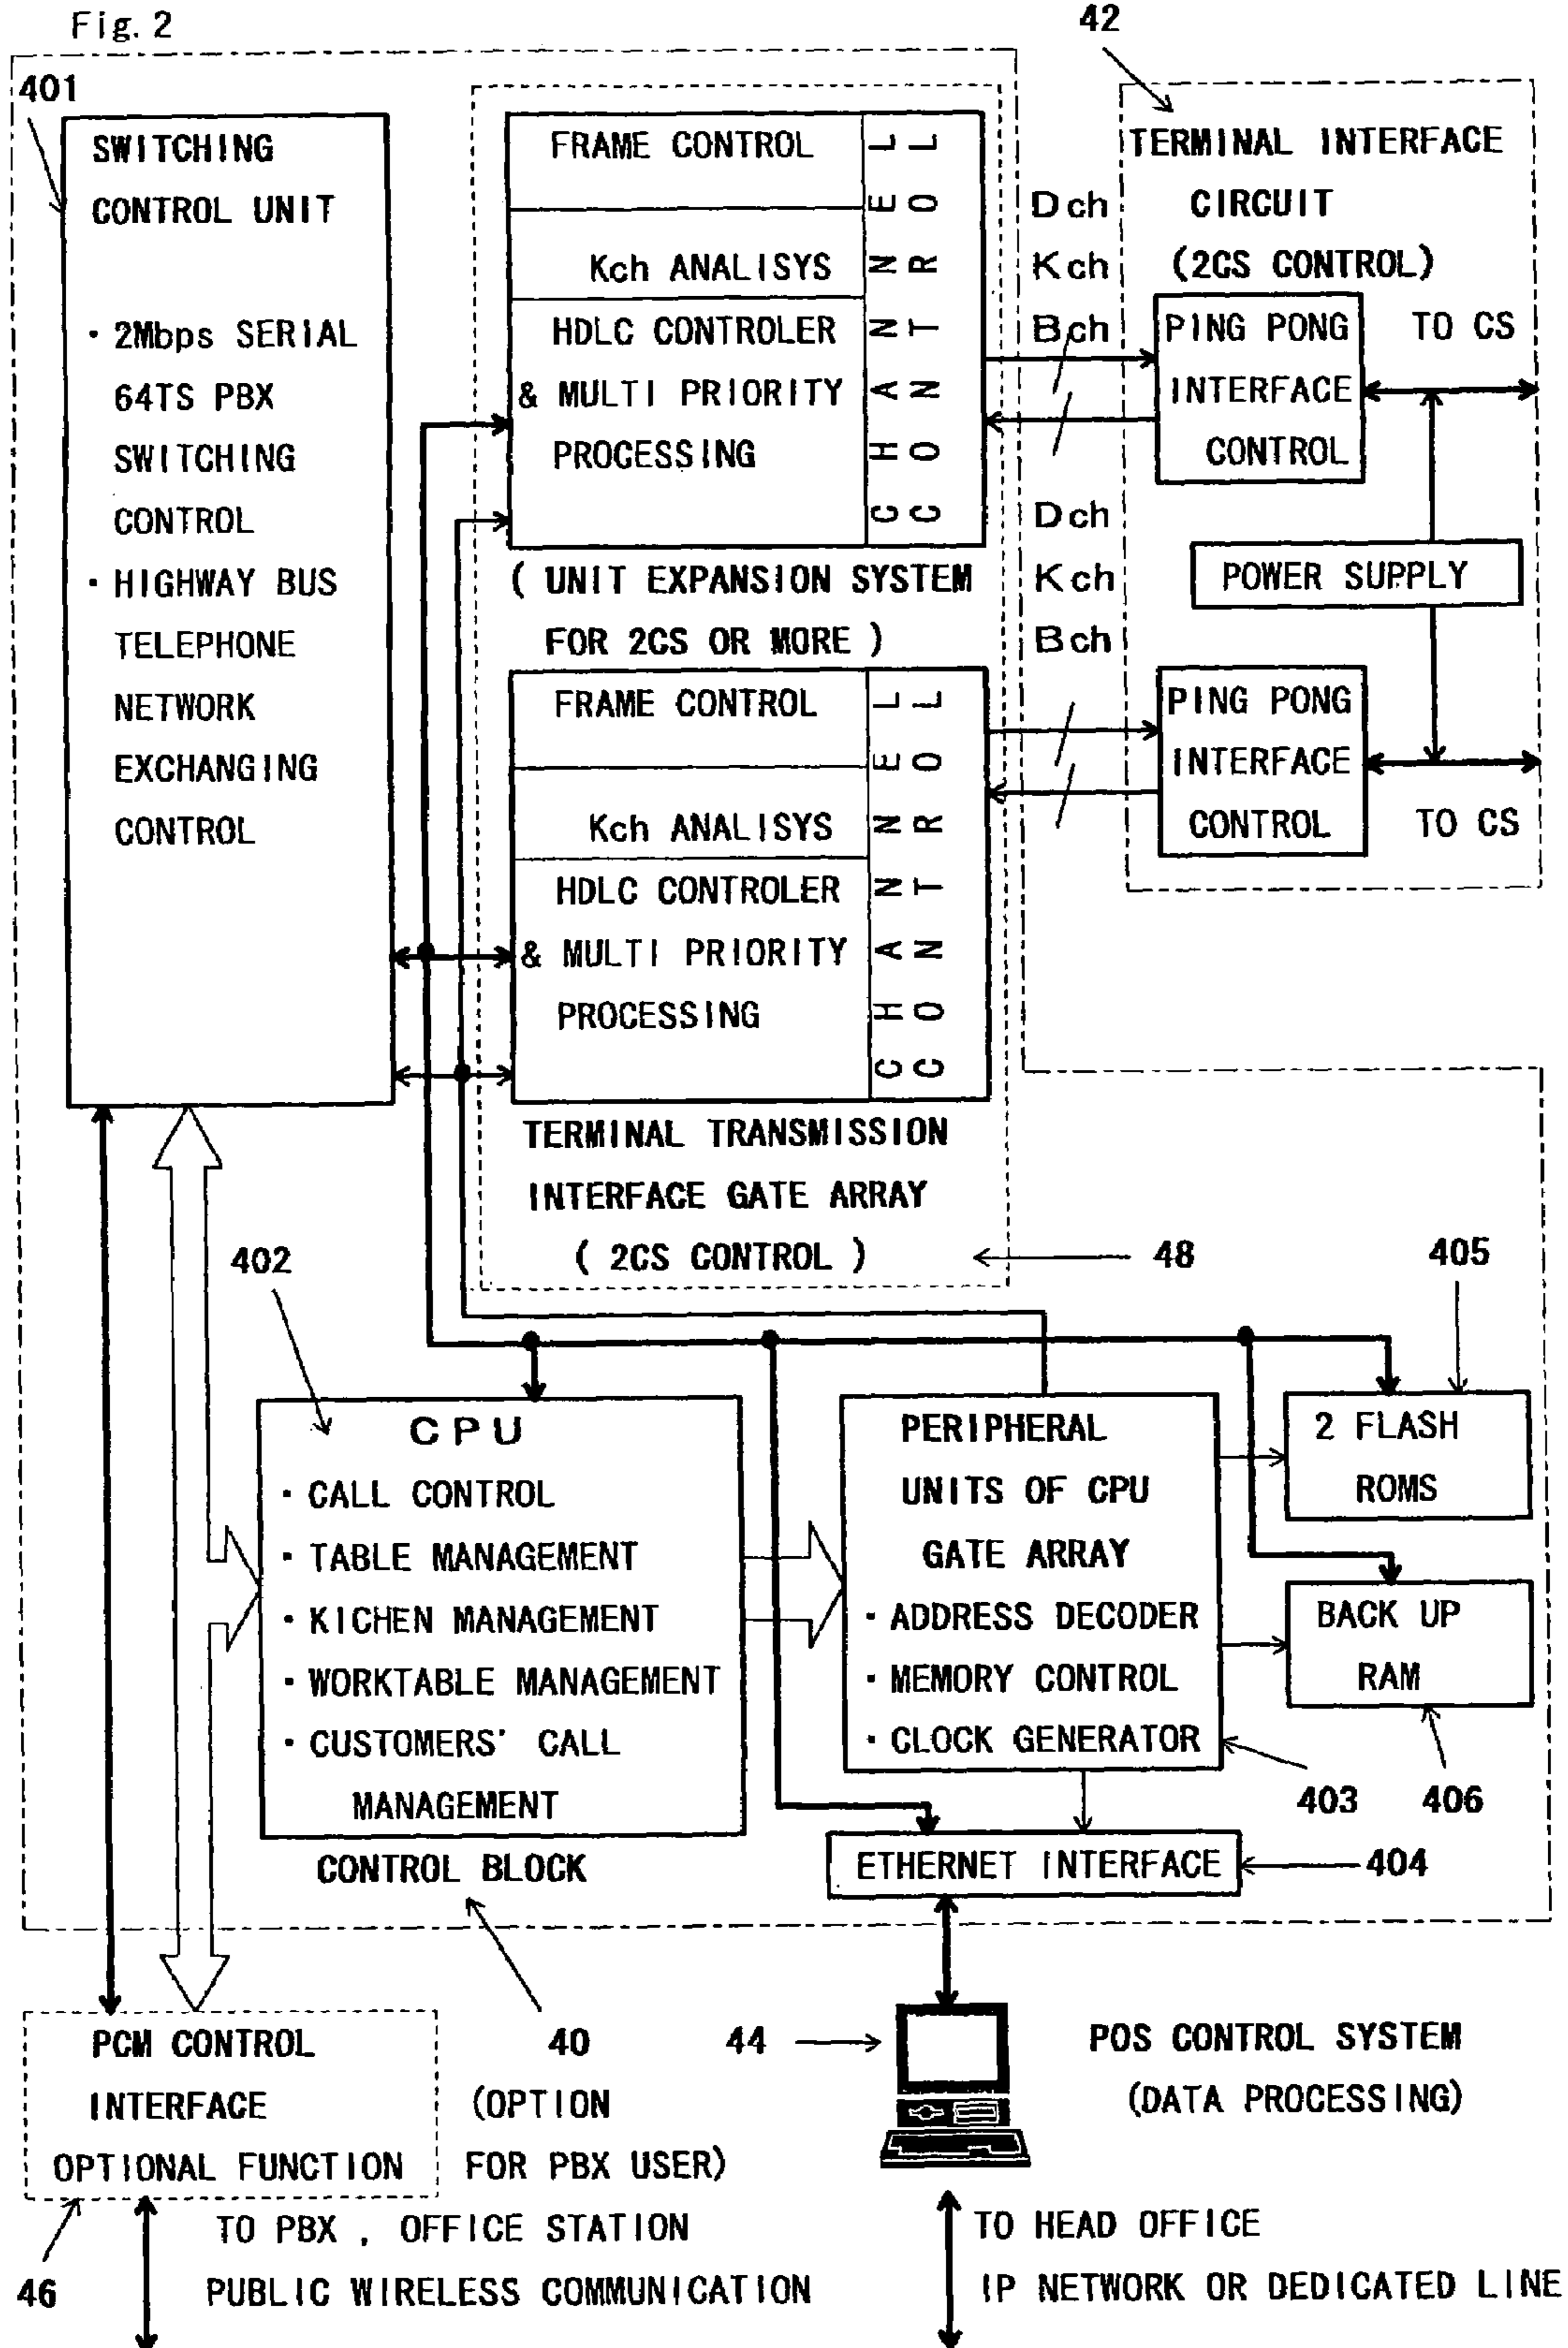 Fig. 2
42
401
SWITCHING
CONTROL UNIT
· 2Mbps SERIAL
64TS PBX
SWITCHING
CONTROL
· HIGHWAY BUS
TELEPHONE
NETWORK
EXCHANGING
CONTROL
FRAME CONTROL
Kch ANALISYS
HDLC CONTROLER
& MULTI PRIORITY
PROCESSING
CHANNEL
CONTROL
( UNIT EXPANSION SYSTEM
FOR 2CS OR MORE )
FRAME CONTROL
Kch ANALISYS
HDLC CONTROLER
& MULTI PRIORITY
PROCESSING
CHANNEL
CONTROL
TERMINAL TRANSMISSION
INTERFACE GATE ARRAY
( 2CS CONTROL )
48
Dch
Kch
Bch
Dch
Kch
Bch
TERMINAL INTERFACE
CIRCUIT
(2CS CONTROL)
PING PONG
INTERFACE
CONTROL
TO CS
POWER SUPPLY
PING PONG
INTERFACE
CONTROL
TO CS
402
405
CPU
· CALL CONTROL
· TABLE MANAGEMENT
· KICHEN MANAGEMENT
· WORKTABLE MANAGEMENT
· CUSTOMERS' CALL
MANAGEMENT
CONTROL BLOCK
PERIPHERAL
UNITS OF CPU
GATE ARRAY
· ADDRESS DECODER
· MEMORY CONTROL
· CLOCK GENERATOR
2 FLASH
ROMS
BACK UP
RAM
403
406
ETHERNET INTERFACE
404
PCM CONTROL
INTERFACE
OPTIONAL FUNCTION
40
(OPTION
FOR PBX USER)
44
POS CONTROL SYSTEM
(DATA PROCESSING)
46
TO PBX , OFFICE STATION
PUBLIC WIRELESS COMMUNICATION
TO HEAD OFFICE
IP NETWORK OR DEDICATED LINE